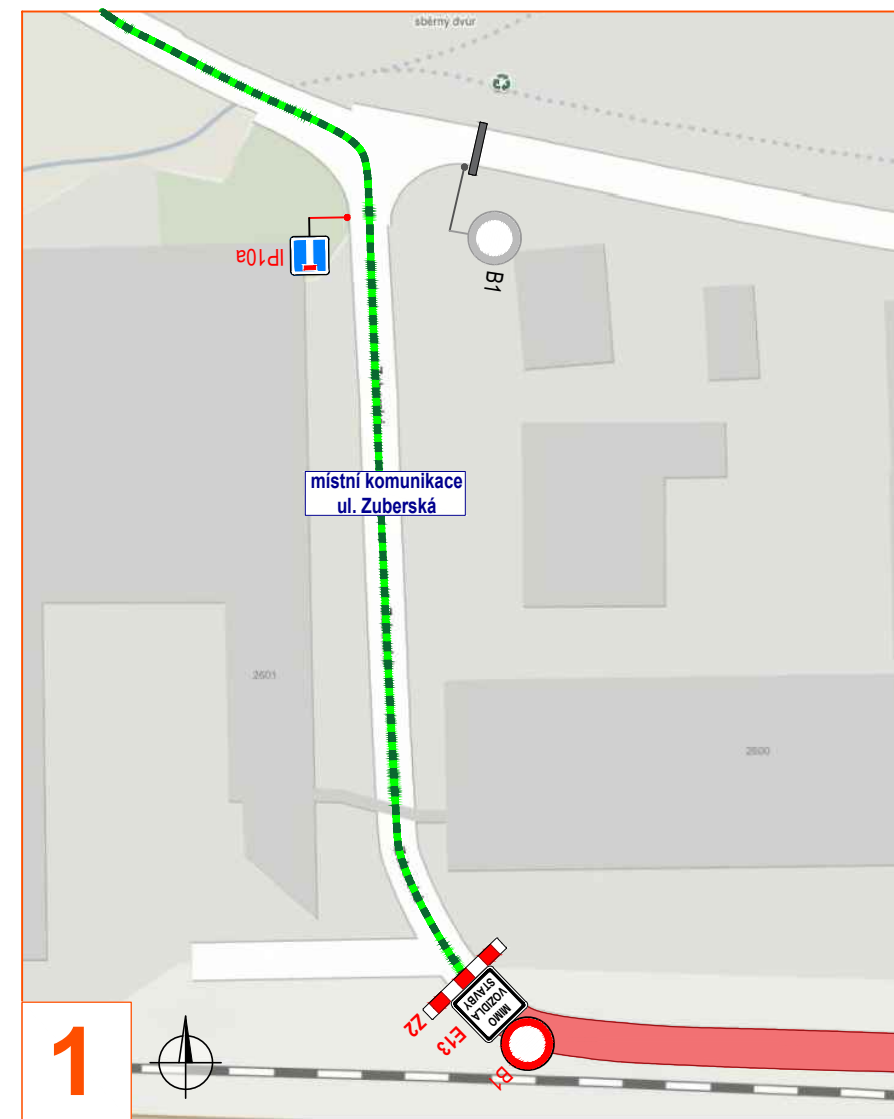 sběrný dvůr
IP10a
B1
místní komunikace
ul. Zuberská
2601
2600
MIMO
VOZIDLA
STAVBY
Z2
E13
B1
1